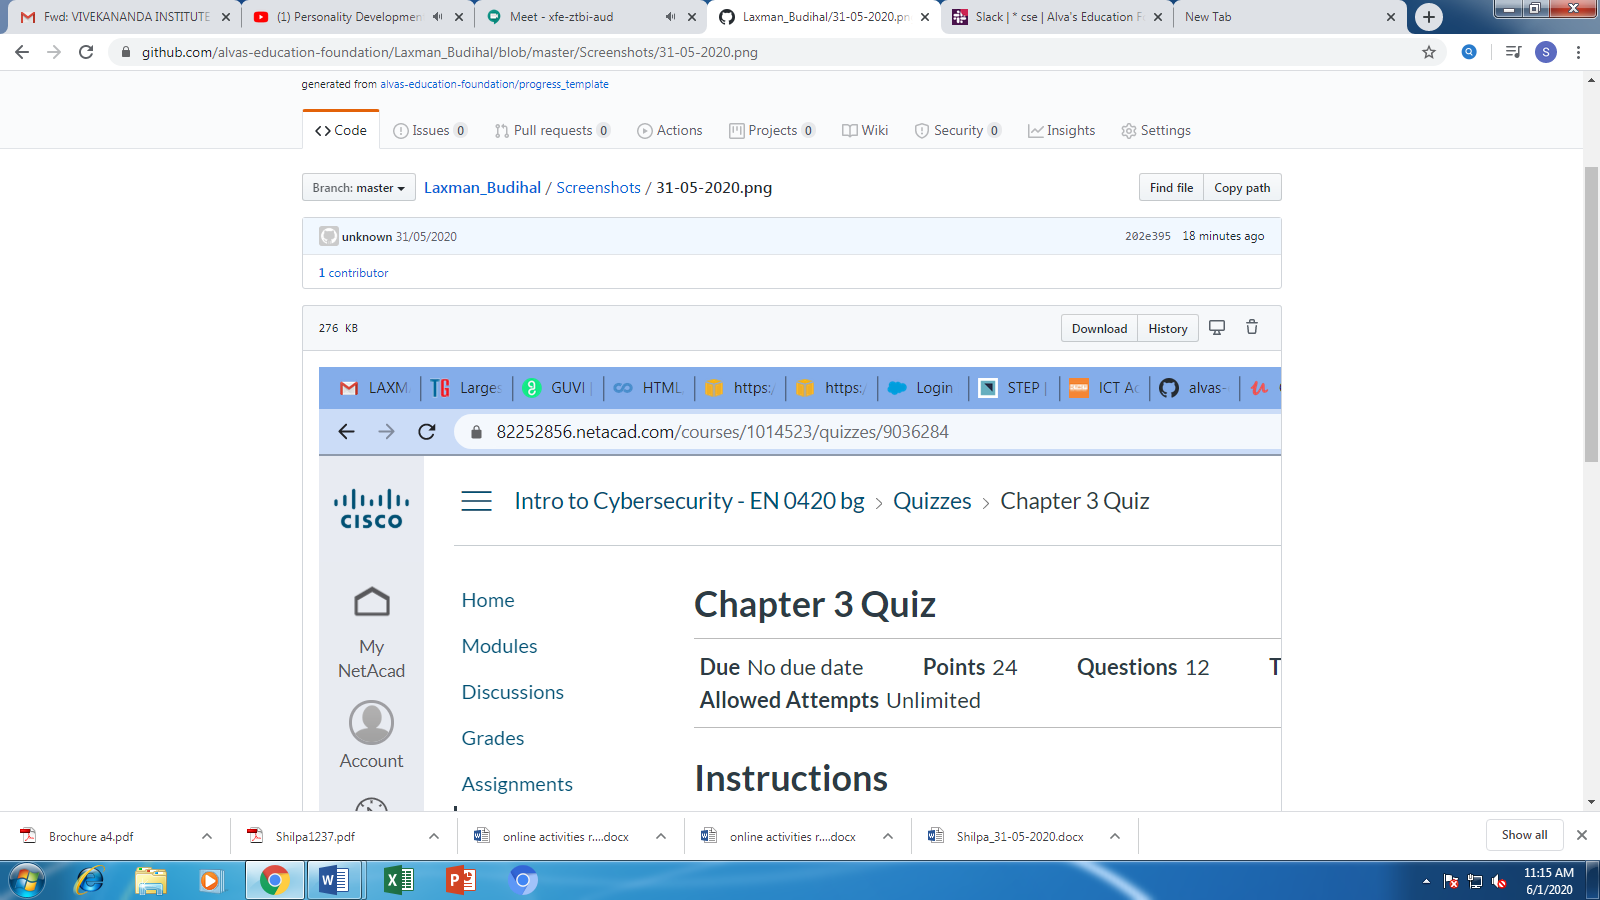 Fwd: VIVEKANANDA INSTITUTE
(1) Personality Developmen
Meet - xfe-ztbi-aud
Laxman_Budihal/31-05-2020.pn
Slack | * cse | Alva's Education F
New Tab
github.com/alvas-education-foundation/Laxman_Budihal/blob/master/Screenshots/31-05-2020.png
S
generated from alvas-education-foundation/progress_template
Code
Issues 0
Pull requests 0
Actions
Projects 0
Wiki
Security 0
Insights
Settings
Branch: master
Laxman_Budihal / Screenshots / 31-05-2020.png
Find file
Copy path
unknown 31/05/2020
202e395 18 minutes ago
1 contributor
276 KB
Download
History
LAXM
TG Larges
GUVI |
HTML
https:/
https:/
Login
STEP |
ICT Ac
alvas-
82252856.netacad.com/courses/1014523/quizzes/9036284
CISCO
Intro to Cybersecurity - EN 0420 bg > Quizzes > Chapter 3 Quiz
My
NetAcad
Account
Home
Modules
Discussions
Grades
Assignments
Chapter 3 Quiz
Due No due date Points 24 Questions 12 T
Allowed Attempts Unlimited
Instructions
Brochure a4.pdf
Shilpa1237.pdf
online activities r....docx
online activities r....docx
Shilpa_31-05-2020.docx
Show all
11:15 AM
6/1/2020